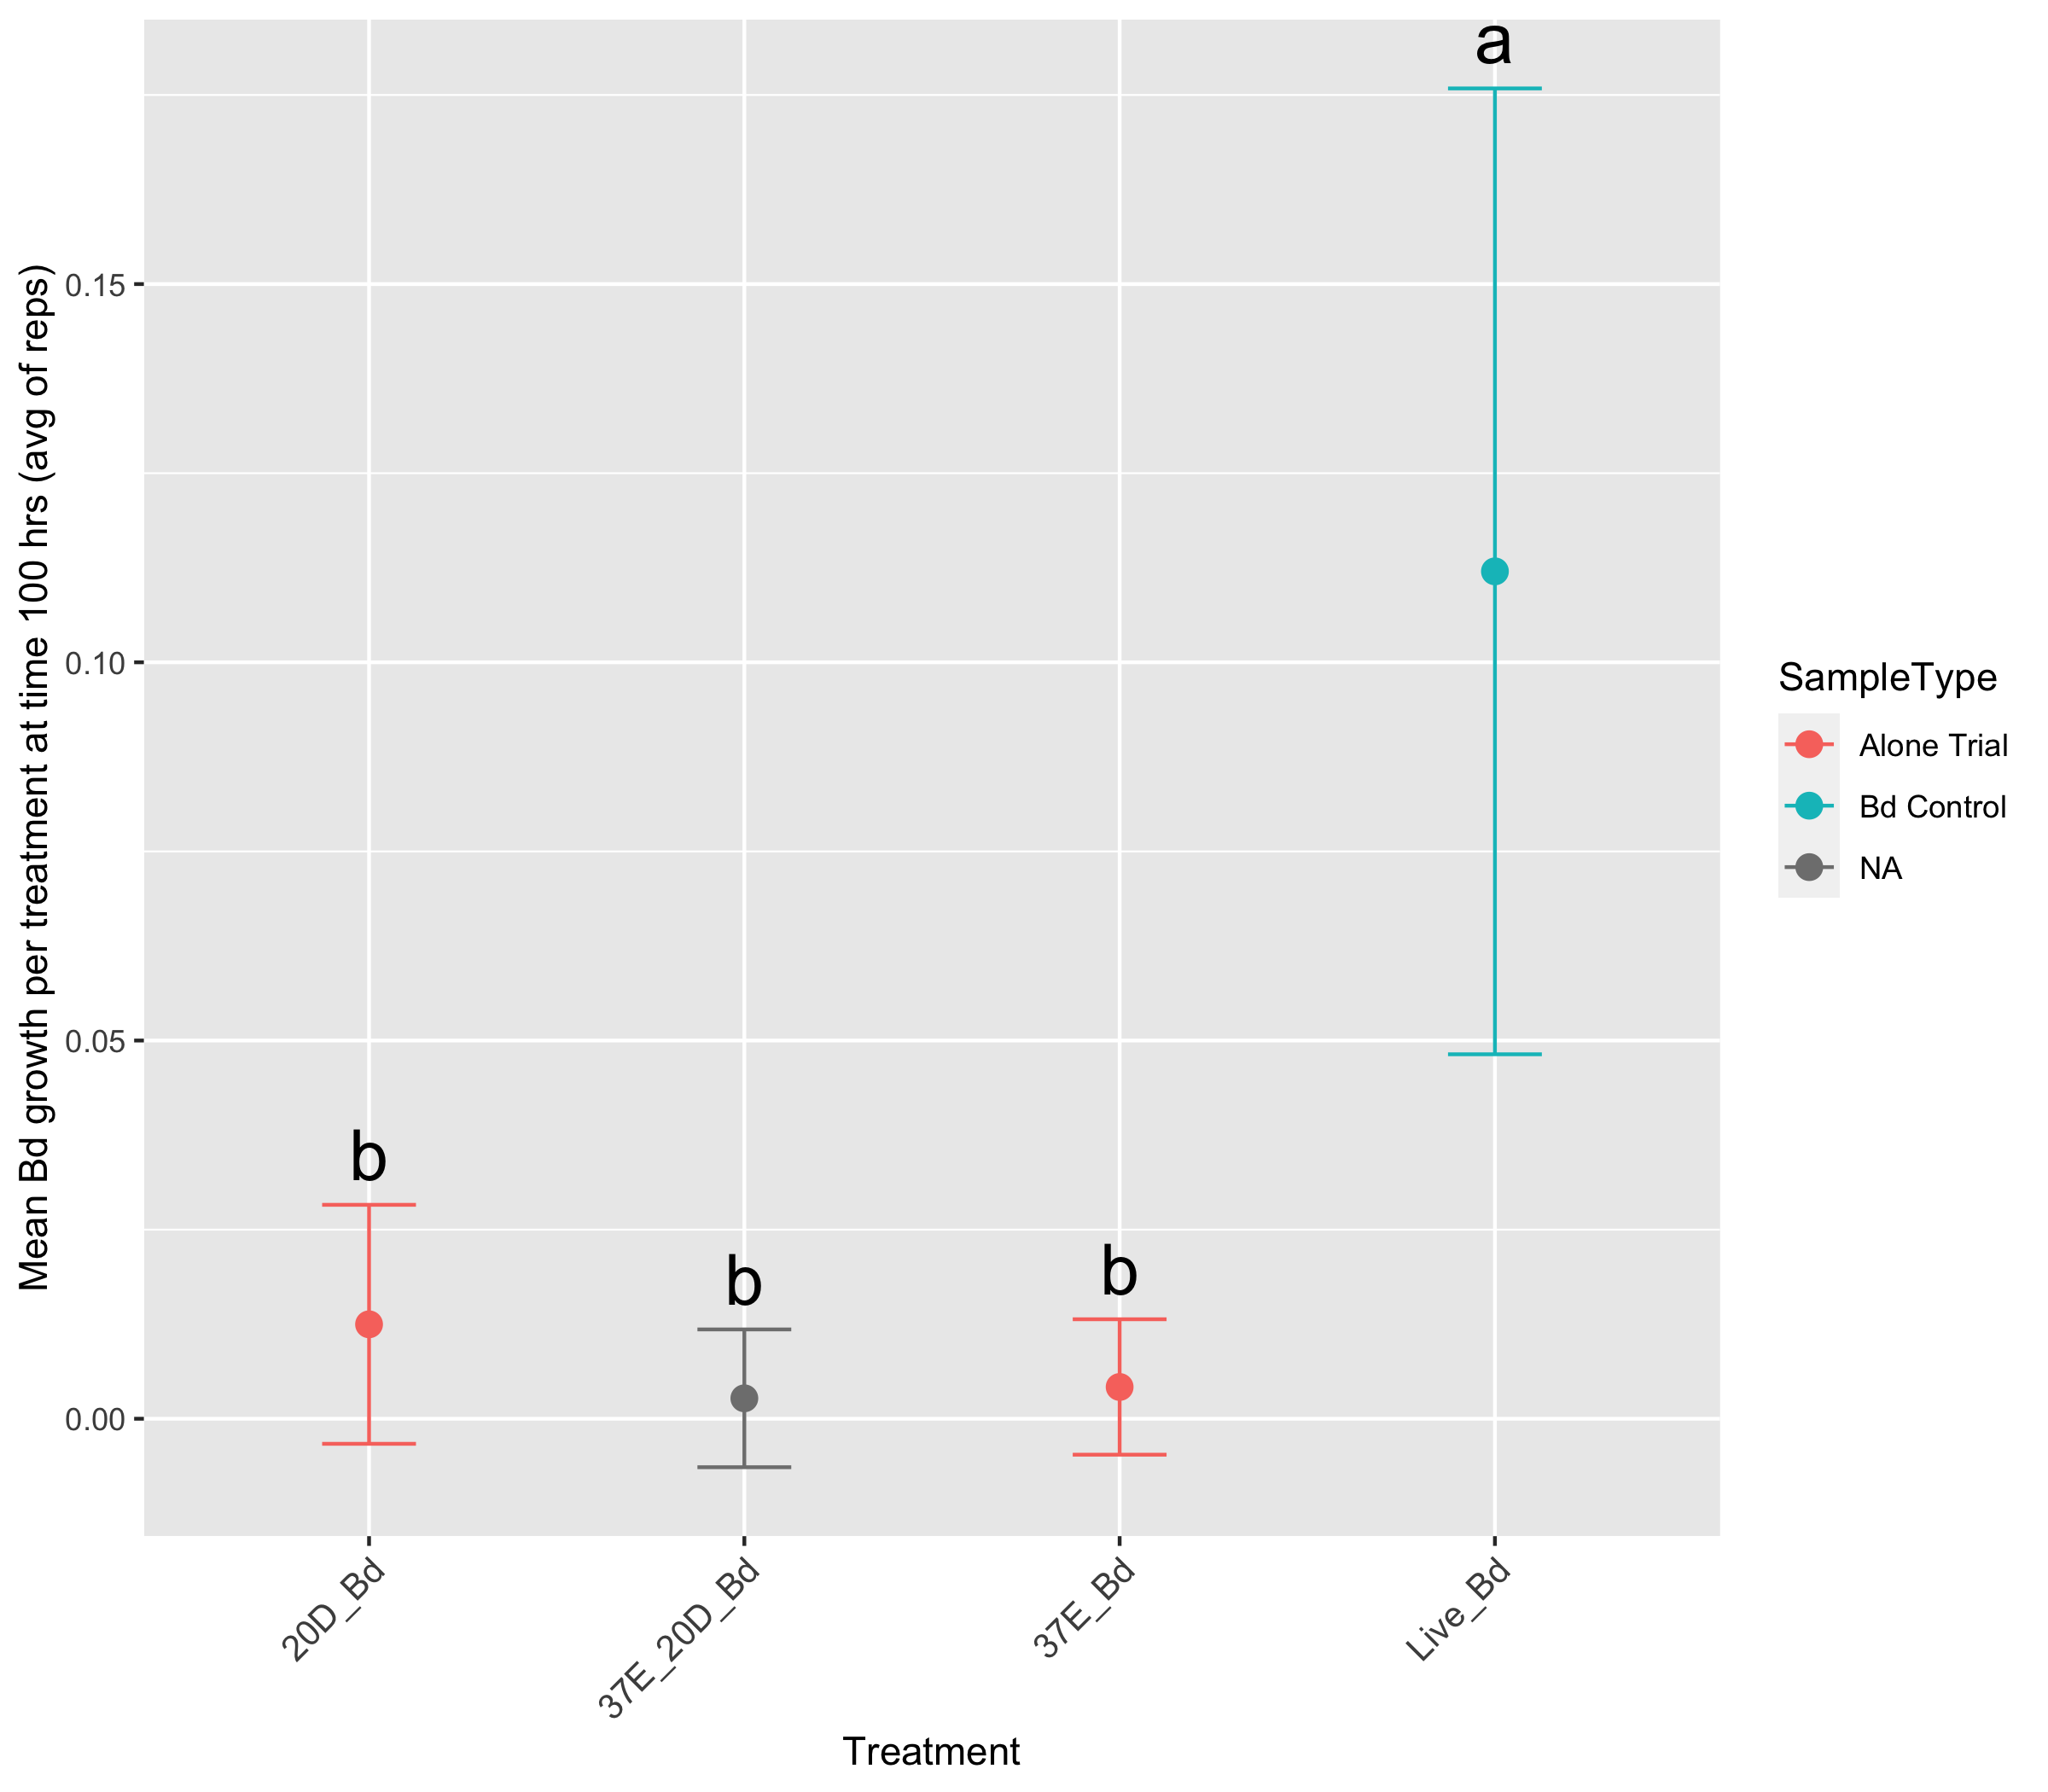 Mean Bd growth per treatment at time 100 hrs (avg of reps)
0.15
0.10
0.05
0.00
a
b
b
b
20D_Bd
37E_20D_Bd
37E_Bd
Live_Bd
Treatment
SampleType
Alone Trial
Bd Control
NA